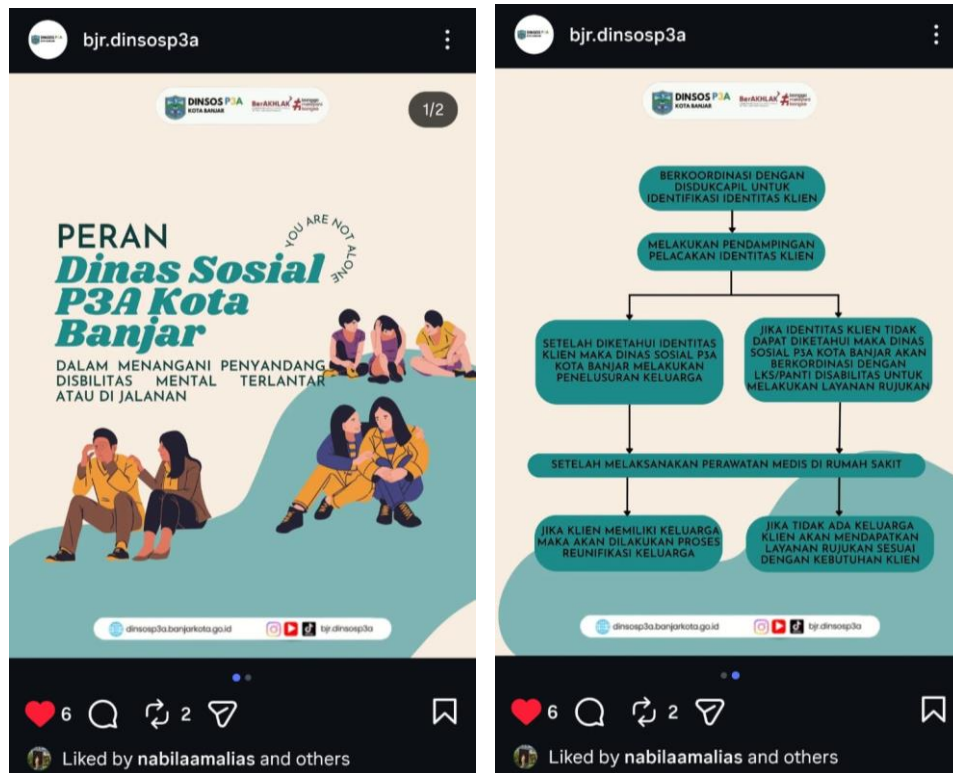 bjr.dinsosp3a
DINSOS P3A
KOTA BANJAR
BerAKHLAK
bangga
melayani
bangsa
1/2
YOU ARE NOT ALONE
PERAN
Dinas Sosial
P3A Kota
Banjar
DALAM MENANGANI PENYANDANG
DISBILITAS MENTAL TERLANTAR
ATAU DI JALANAN
dinsosp3a.banjarkota.go.id
bjr.dinsosp3a
6
2
Liked by nabilaamalias and others
bjr.dinsosp3a
DINSOS P3A
KOTA BANJAR
BerAKHLAK
bangga
melayani
bangsa
BERKOORDINASI DENGAN
DISDUKCAPIL UNTUK
IDENTIFIKASI IDENTITAS KLIEN
MELAKUKAN PENDAMPINGAN
PELACAKAN IDENTITAS KLIEN
SETELAH DIKETAHUI IDENTITAS
KLIEN MAKA DINAS SOSIAL P3A
KOTA BANJAR MELAKUKAN
PENELUSURAN KELUARGA
JIKA IDENTITAS KLIEN TIDAK
DAPAT DIKETAHUI MAKA DINAS
SOSIAL P3A KOTA BANJAR AKAN
BERKORDINASI DENGAN
LKS/PANTI DISABILITAS UNTUK
MELAKUKAN LAYANAN RUJUKAN
SETELAH MELAKSANAKAN PERAWATAN MEDIS DI RUMAH SAKIT
JIKA KLIEN MEMILIKI KELUARGA
MAKA AKAN DILAKUKAN PROSES
REUNIFIKASI KELUARGA
JIKA TIDAK ADA KELUARGA
KLIEN AKAN MENDAPATKAN
LAYANAN RUJUKAN SESUAI
DENGAN KEBUTUHAN KLIEN
dinsosp3a.banjarkota.go.id
bjr.dinsosp3a
6
2
Liked by nabilaamalias and others